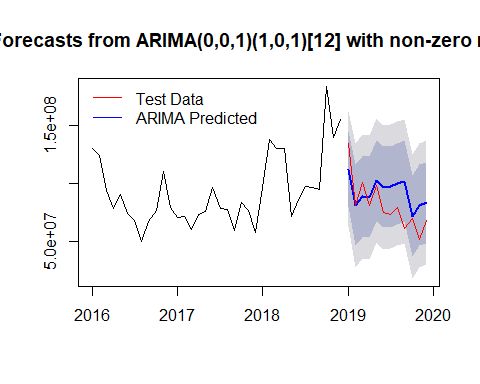 Forecasts from ARIMA(0,0,1)(1,0,1)[12] with non-zero
Test Data
ARIMA Predicted
1.5e+08
5.0e+07
2016 2017 2018 2019 2020